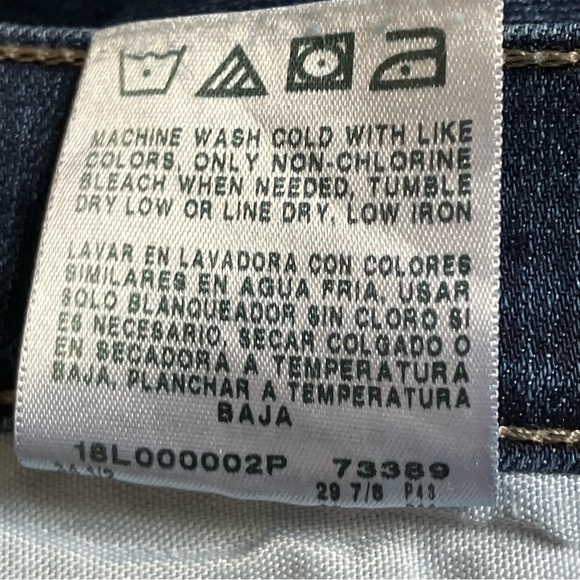 MACHINE WASH COLD WITH LIKE
COLORS, ONLY NON-CHLORINE
BLEACH WHEN NEEDED, TUMBLE
DRY LOW OR LINE DRY, LOW IRON
LAVAR EN LAVADORA CON COLORES
SIMILARES EN AGUA FRIA, USAR
SOLO BLANQUEADOR SIN CLORO SI
ES NECESARIO, SECAR COLGADO O
EN SECADORA A TEMPERATURA
BAJA, PLANCHAR A TEMPERATURA
BAJA
18L000002P 73389
29 7/8 P43